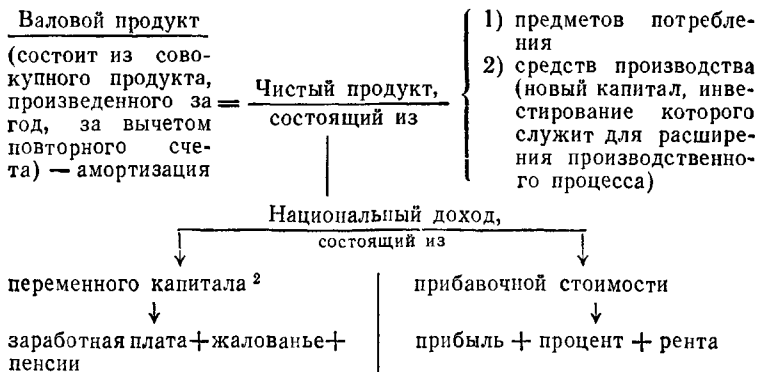 Валовой продукт
(состоит из сово-
купного продукта,
произведенного за
год, за вычетом
повторного сче-
та) — амортизация
=
Чистый продукт,
состоящий из
1) предметов потребле-
ния
2) средств производства
(новый капитал, инве-
стирование которого
служит для расшире-
ния производственно-
го процесса)
Национальный доход,
состоящий из
переменного капитала ²
заработная плата+жалованье+
пенсии
прибавочной стоимости
прибыль + процент + рента